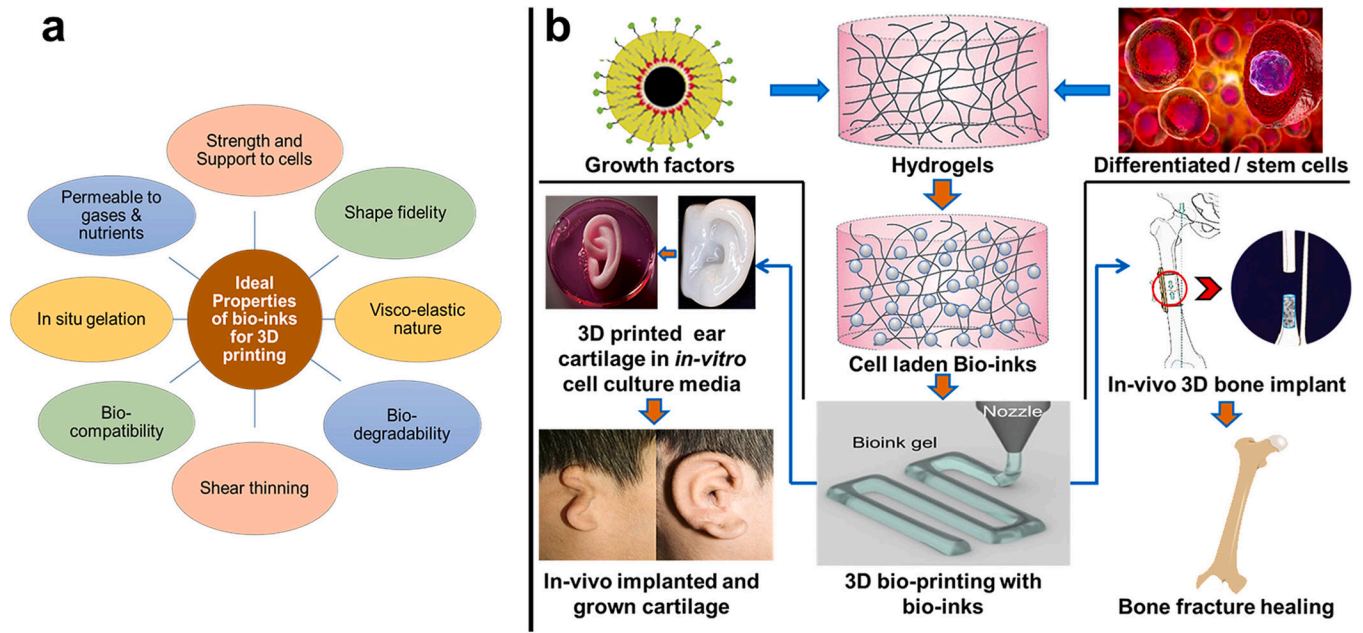 a
Strength and
Support to cells
Permeable to
gases &
nutrients
Shape fidelity
Ideal
Properties
of bio-inks
for 3D
printing
In situ gelation
Visco-elastic
nature
Bio-
compatibility
Bio-
degradability
Shear thinning
b
Growth factors
Hydrogels
Differentiated / stem cells
3D printed ear
cartilage in in-vitro
cell culture media
Cell laden Bio-inks
In-vivo 3D bone implant
Nozzle
Bioink gel
In-vivo implanted and
grown cartilage
3D bio-printing with
bio-inks
Bone fracture healing